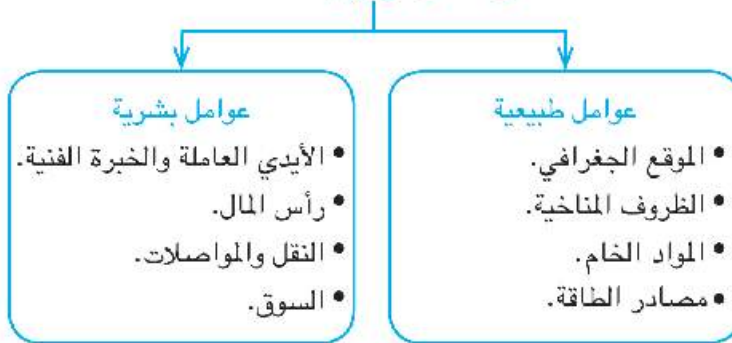 عوامل طبيعية
• الموقع الجغرافي.
• الظروف المناخية.
• المواد الخام.
• مصادر الطاقة.
عوامل بشرية
• الأيدي العاملة والخبرة الفنية.
• رأس المال.
• النقل والمواصلات.
• السوق.